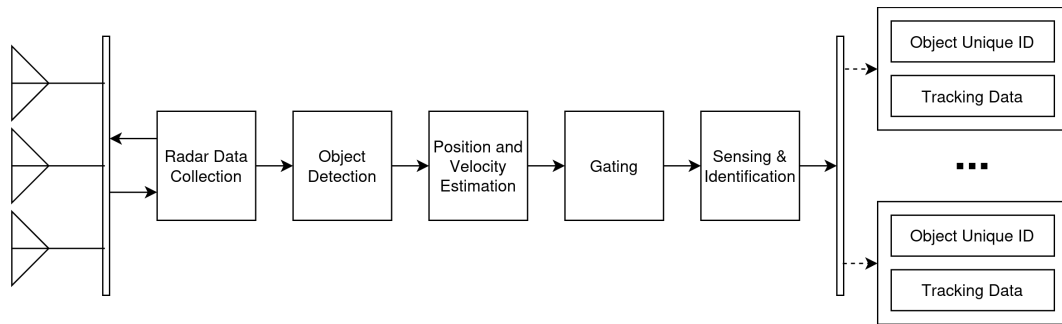 Radar Data
Collection
Object
Detection
Position and
Velocity
Estimation
Gating
Sensing &
Identification
Object Unique ID
Tracking Data
...
Object Unique ID
Tracking Data